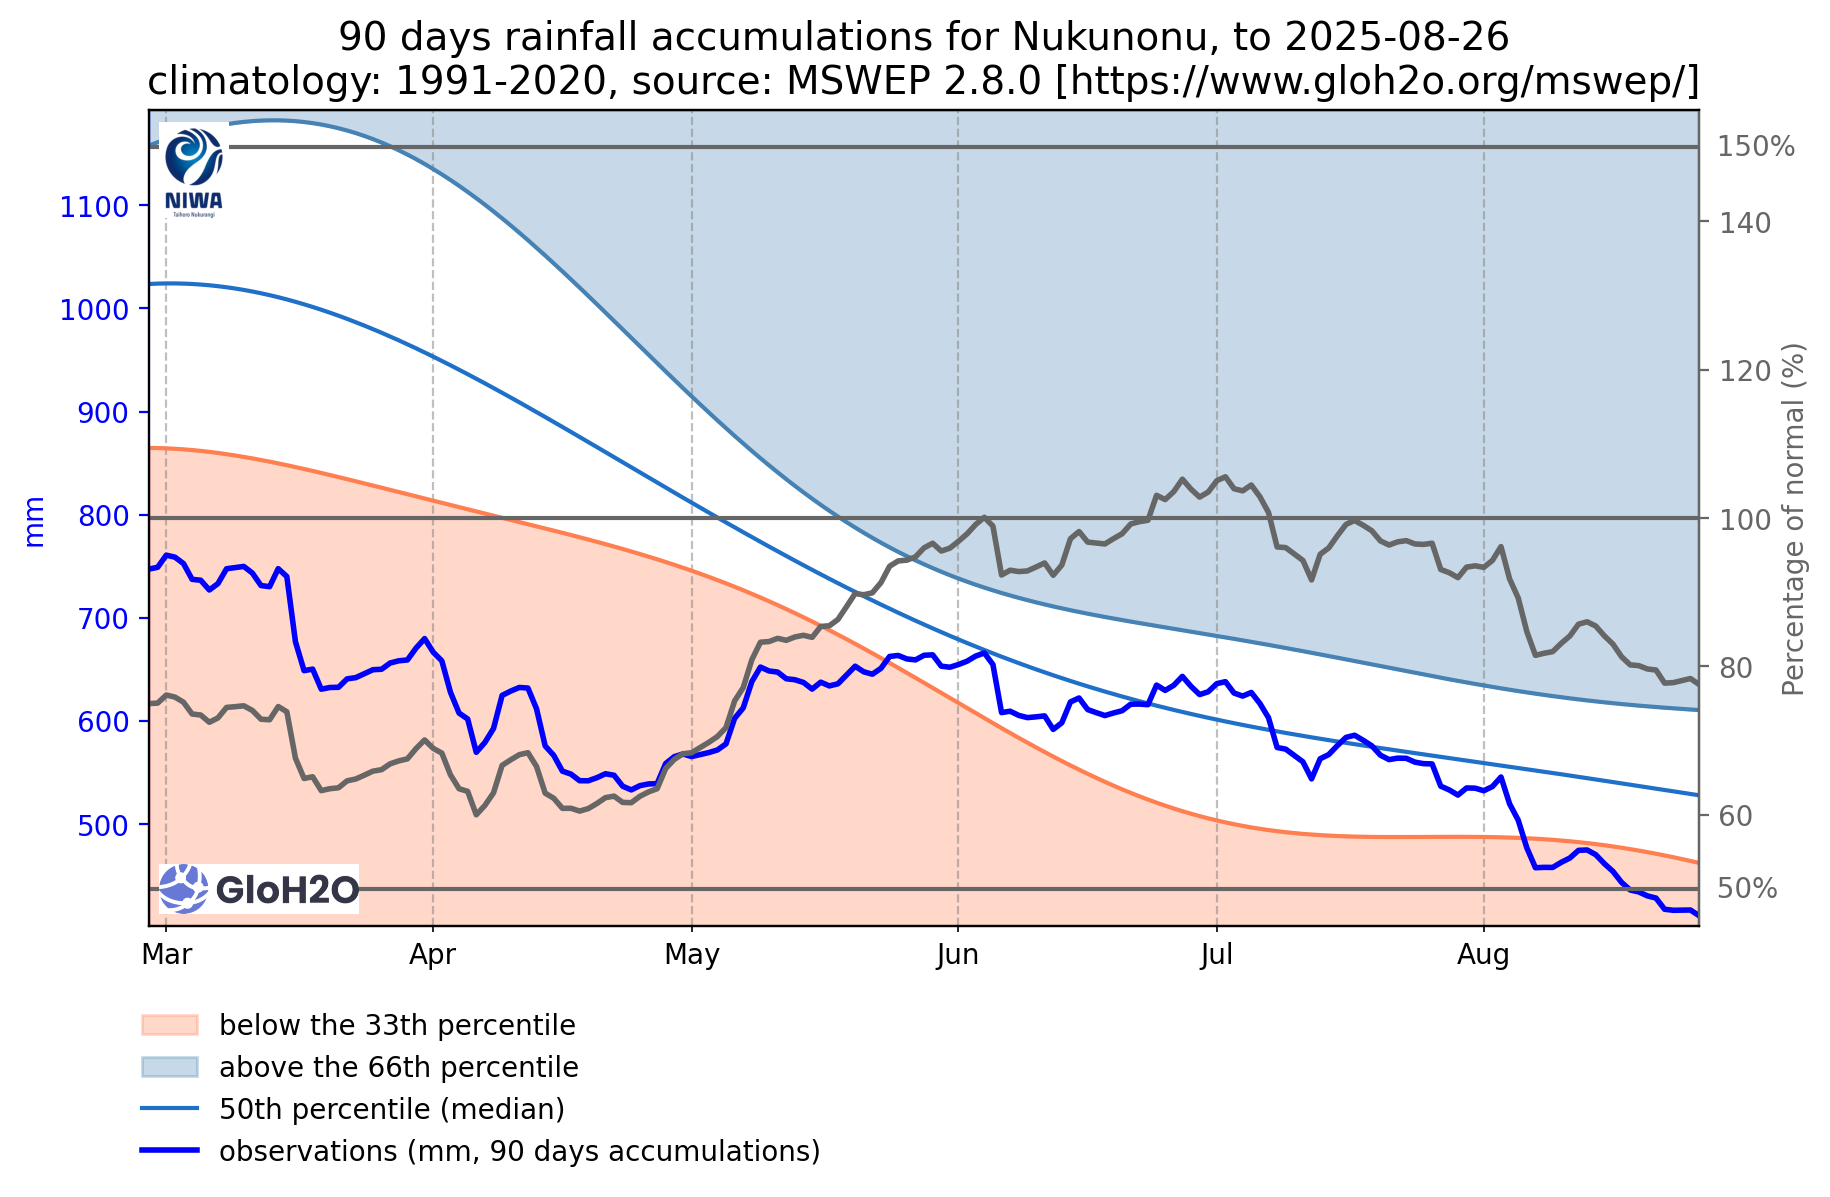 90 days rainfall accumulations for Nukunonu, to 2025-08-26
climatology: 1991-2020, source: MSWEP 2.8.0 [https://www.gloh2o.org/mswep/]
NIWA
Taihoro Nukurangi
1100
1000
900
800
700
600
500
mm
150%
140
120
100
80
60
50%
Percentage of normal (%)
GloH2O
Mar Apr May Jun Jul Aug
below the 33th percentile
above the 66th percentile
50th percentile (median)
observations (mm, 90 days accumulations)